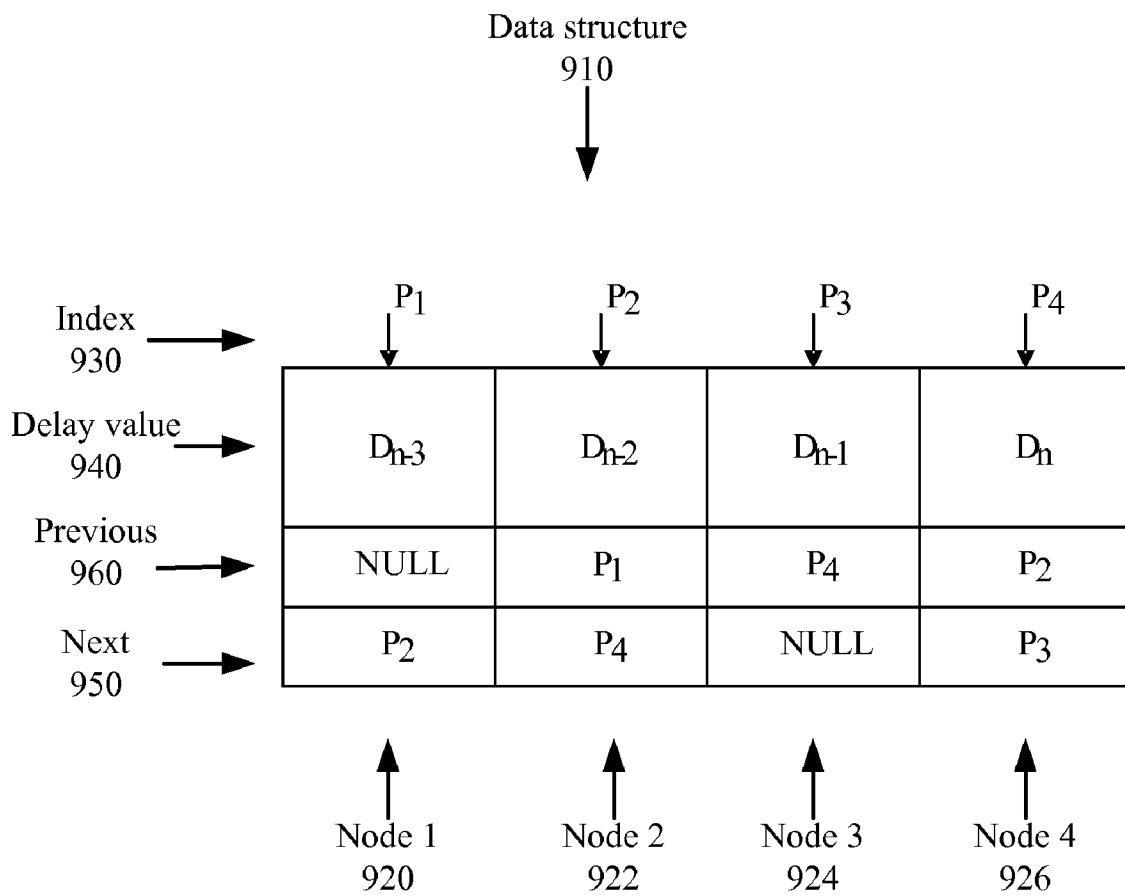 Data structure
910
P1 P2 P3 P4
Index
930
Delay value
940
Dn-3 Dn-2 Dn-1 Dn
Previous
960
NULL P1 P4 P2
Next
950
P2 P4 NULL P3
Node 1 Node 2 Node 3 Node 4
920 922 924 926